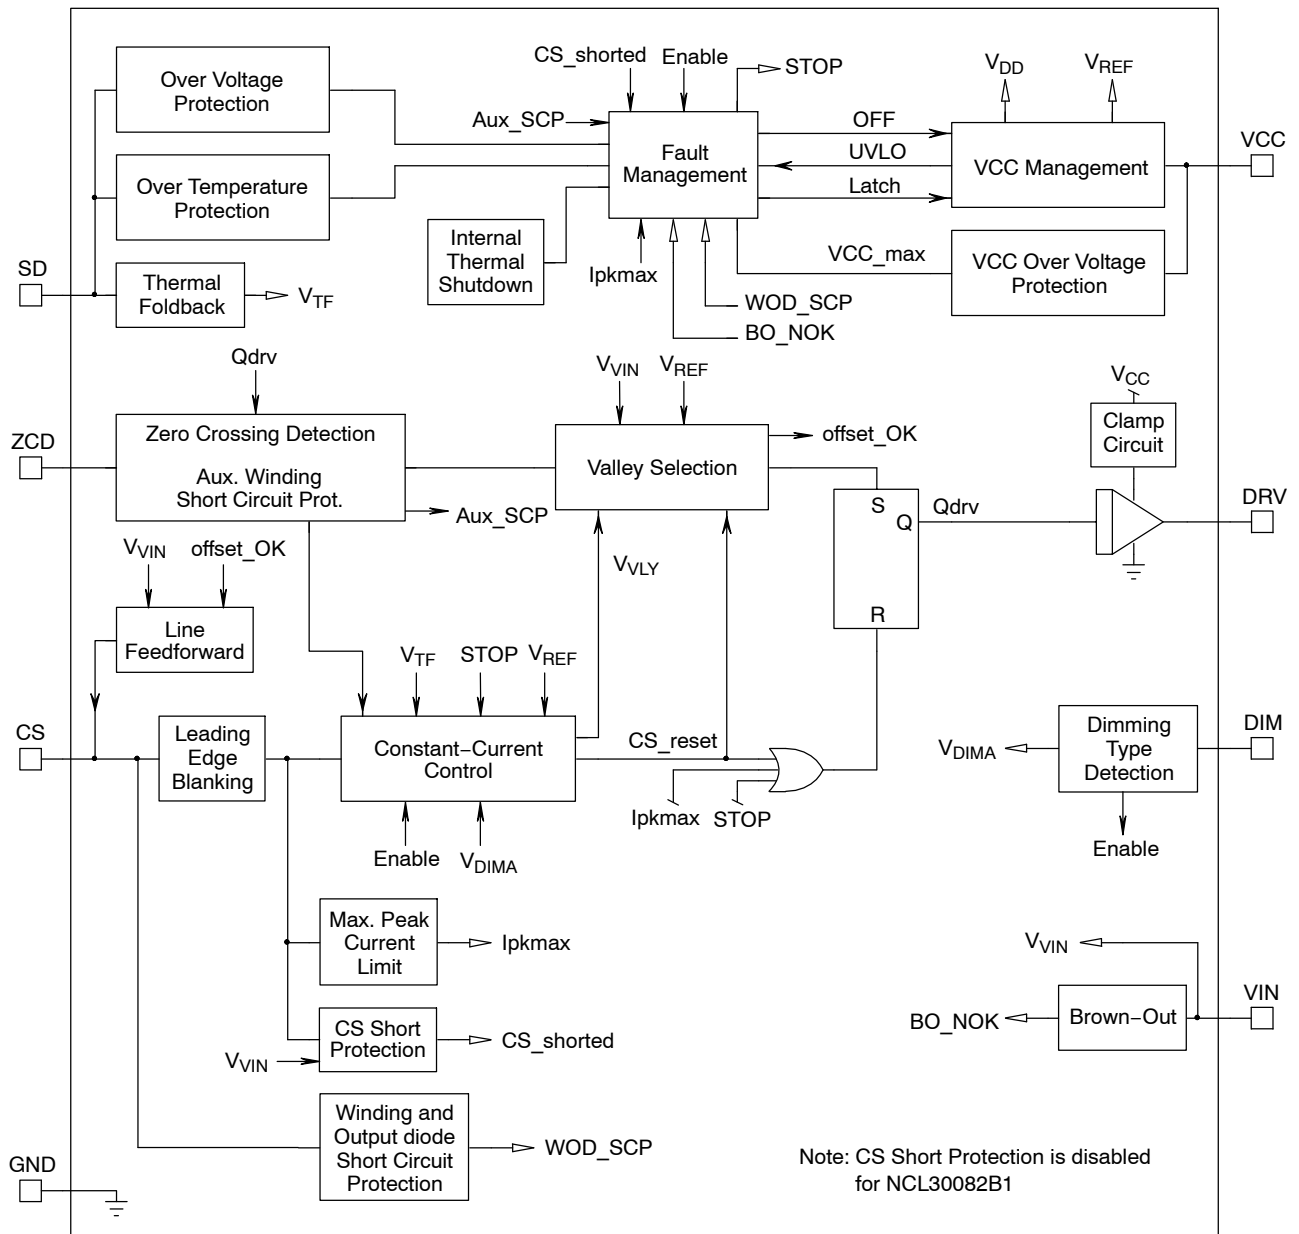 CS_shorted
Enable
STOP
VDD
VREF
Over Voltage
Protection
Aux_SCP
Fault
Management
OFF
UVLO
Latch
VCC Management
VCC
Over Temperature
Protection
Internal
Thermal
Shutdown
Ipkmax
VCC_max
VCC Over Voltage
Protection
SD
Thermal
Foldback
VTF
WOD_SCP
BO_NOK
Qdrv
VVIN
VREF
VCC
ZCD
Zero Crossing Detection
Aux. Winding
Short Circuit Prot.
Valley Selection
offset_OK
Clamp
Circuit
Aux_SCP
S
Q
R
Qdrv
DRV
VVIN
offset_OK
VVLY
Line
Feedforward
VTF
STOP
VREF
CS
Leading
Edge
Blanking
Constant−Current
Control
CS_reset
Ipkmax
STOP
VDIMA
Dimming
Type
Detection
DIM
Enable
Enable
VDIMA
Max. Peak
Current
Limit
Ipkmax
VVIN
CS Short
Protection
CS_shorted
VVIN
BO_NOK
Brown−Out
VIN
Winding and
Output diode
Short Circuit
Protection
WOD_SCP
GND
Note: CS Short Protection is disabled
for NCL30082B1